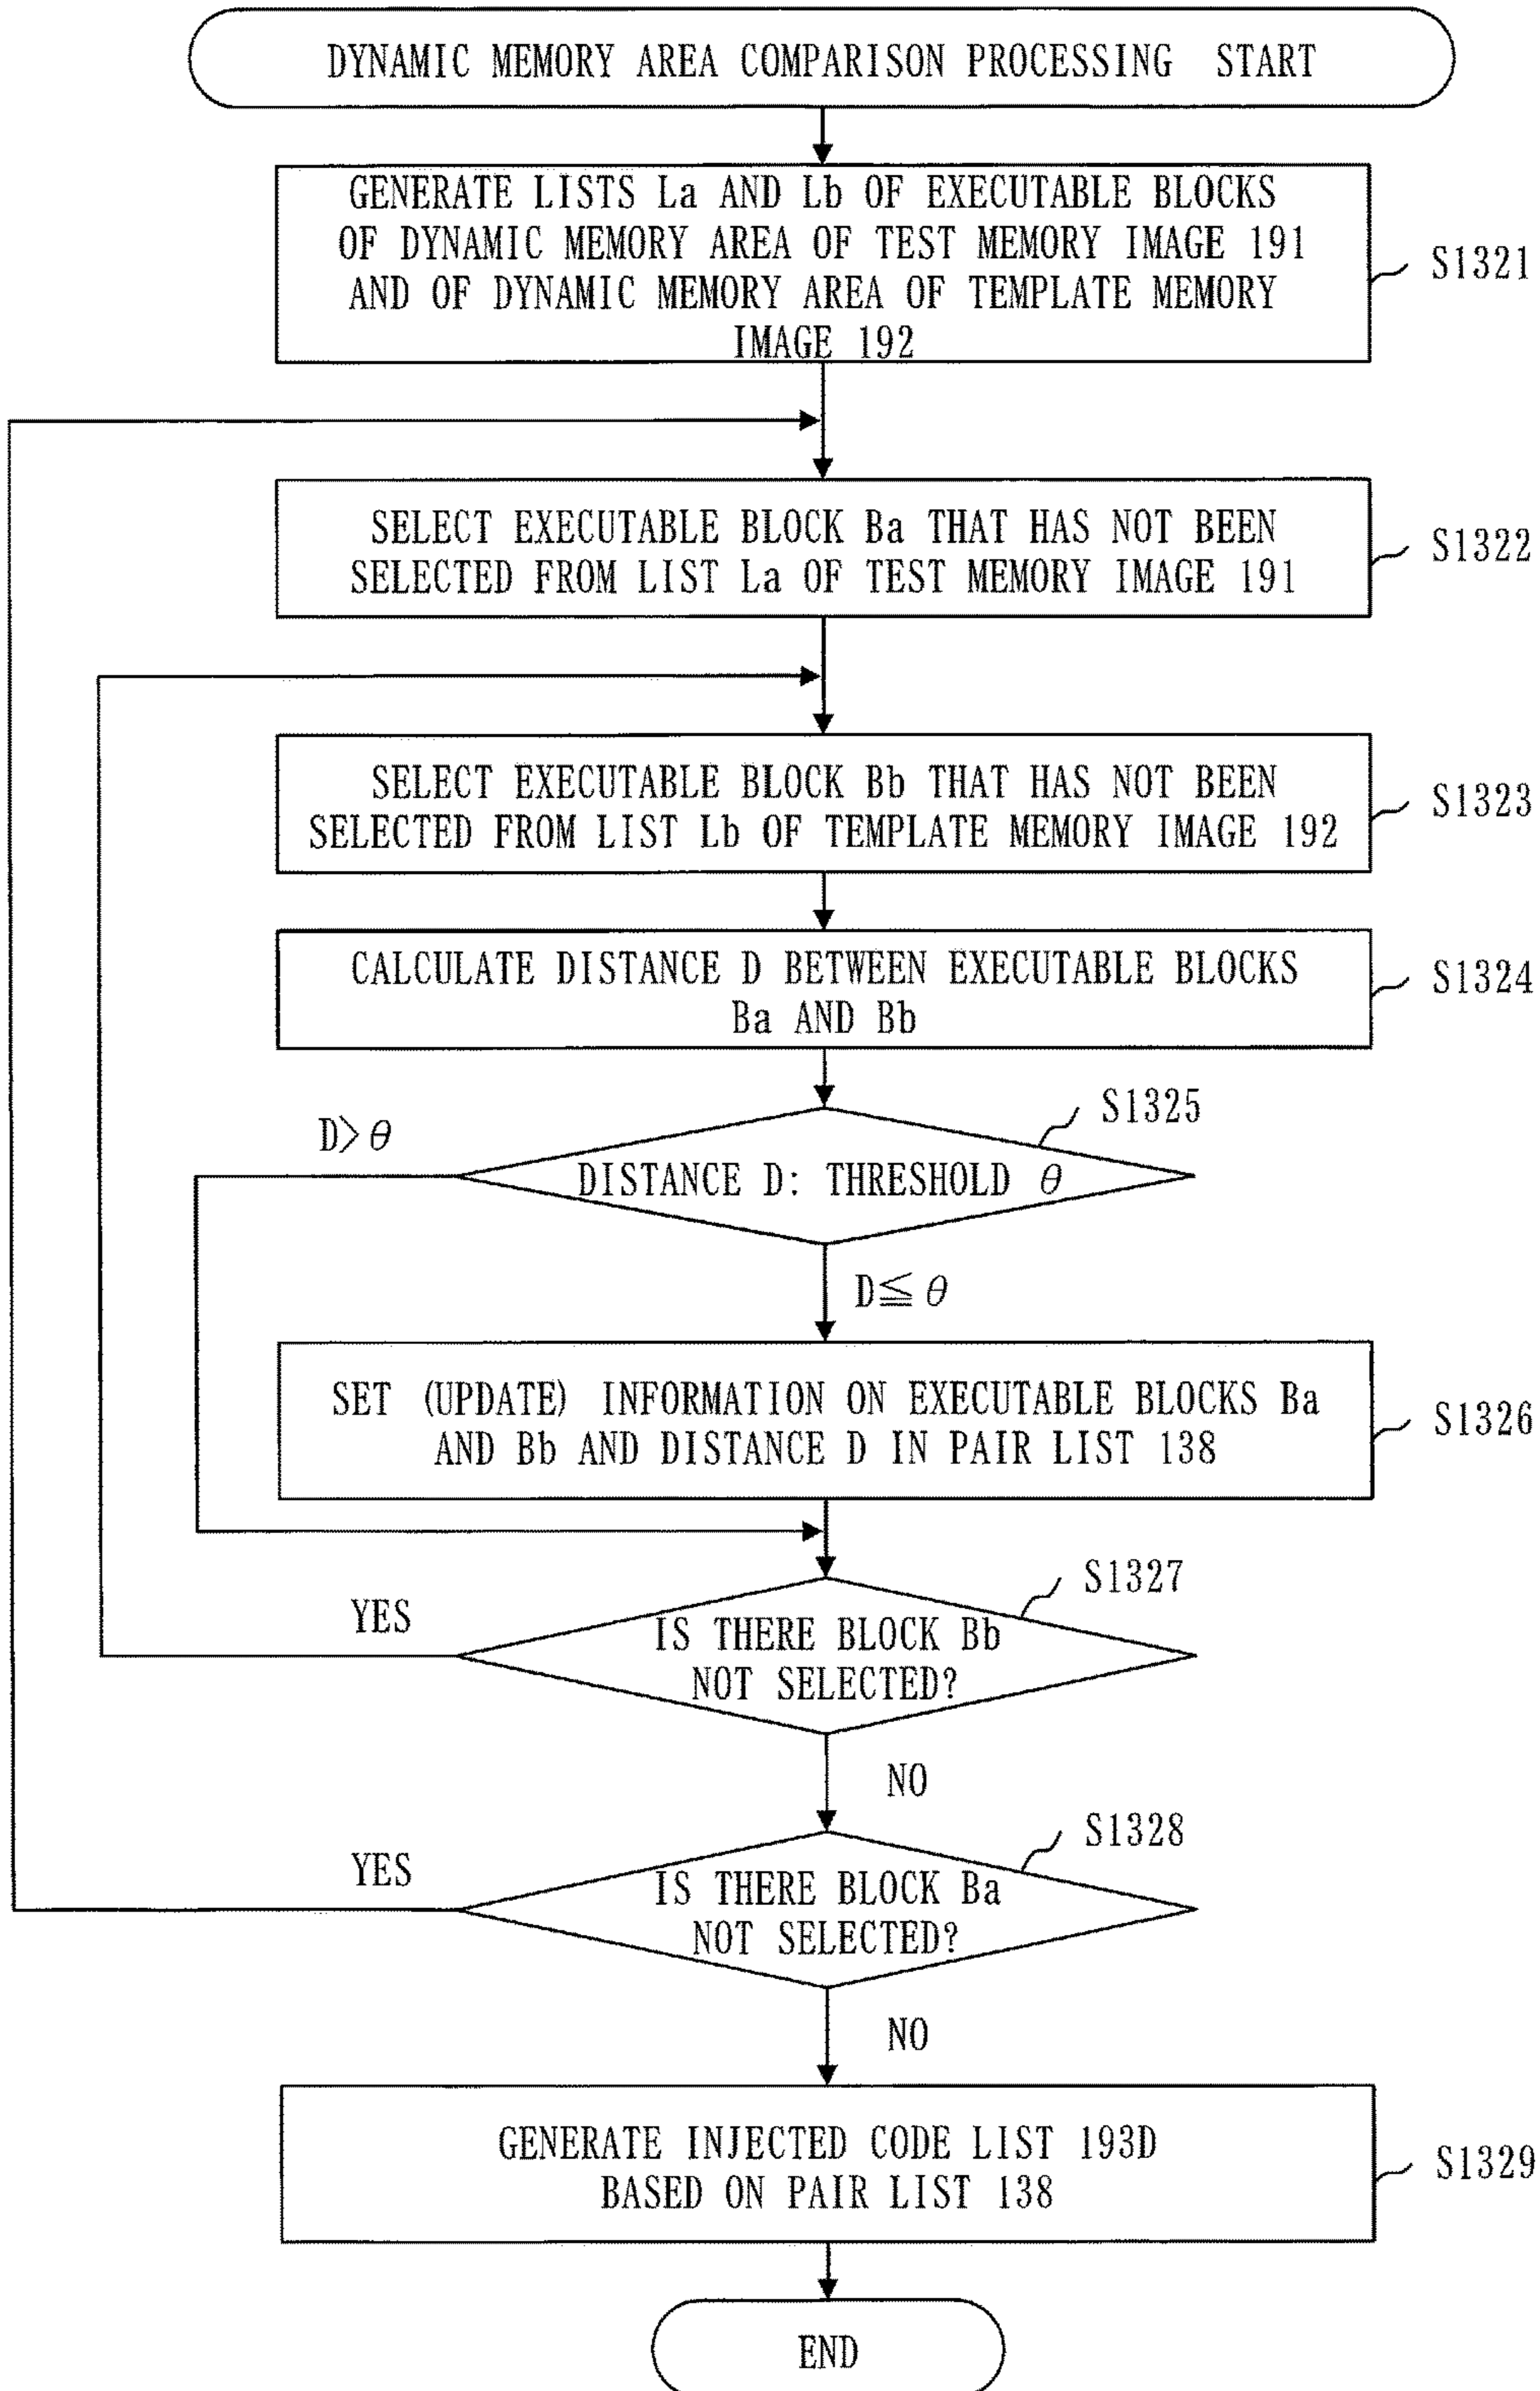 DYNAMIC MEMORY AREA COMPARISON PROCESSING START
GENERATE LISTS La AND Lb OF EXECUTABLE BLOCKS
OF DYNAMIC MEMORY AREA OF TEST MEMORY IMAGE 191
AND OF DYNAMIC MEMORY AREA OF TEMPLATE MEMORY
IMAGE 192
S1321
SELECT EXECUTABLE BLOCK Ba THAT HAS NOT BEEN
SELECTED FROM LIST La OF TEST MEMORY IMAGE 191
S1322
SELECT EXECUTABLE BLOCK Bb THAT HAS NOT BEEN
SELECTED FROM LIST Lb OF TEMPLATE MEMORY IMAGE 192
S1323
CALCULATE DISTANCE D BETWEEN EXECUTABLE BLOCKS
Ba AND Bb
S1324
S1325
D>θ
DISTANCE D: THRESHOLD θ
D≦θ
SET (UPDATE) INFORMATION ON EXECUTABLE BLOCKS Ba
AND Bb AND DISTANCE D IN PAIR LIST 138
S1326
S1327
YES
IS THERE BLOCK Bb
NOT SELECTED?
NO
S1328
YES
IS THERE BLOCK Ba
NOT SELECTED?
NO
GENERATE INJECTED CODE LIST 193D
BASED ON PAIR LIST 138
S1329
END